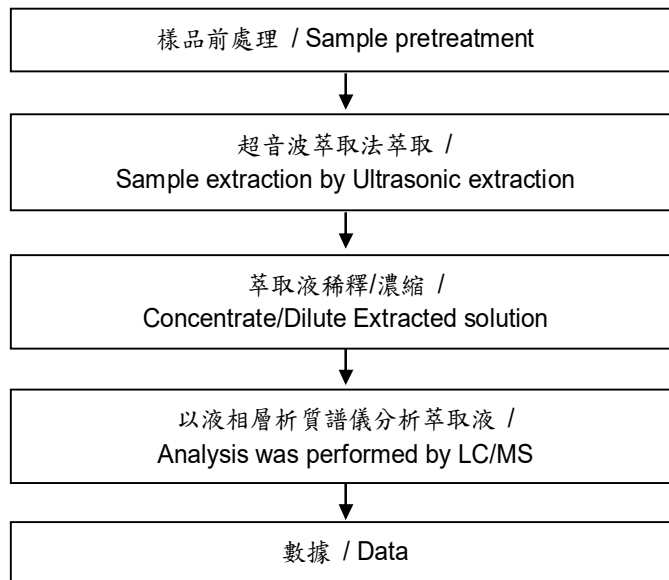 樣品前處理 / Sample pretreatment
超音波萃取法萃取 /
Sample extraction by Ultrasonic extraction
萃取液稀釋/濃縮 /
Concentrate/Dilute Extracted solution
以液相層析質譜儀分析萃取液 /
Analysis was performed by LC/MS
數據 / Data